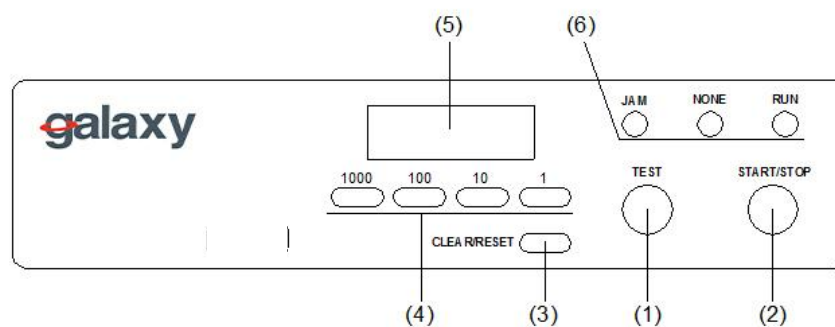 (5) (6)
JAM NONE RUN
galaxy
1000 100 10 1
TEST START/STOP
CLEAR/RESET
(4) (3) (1) (2)